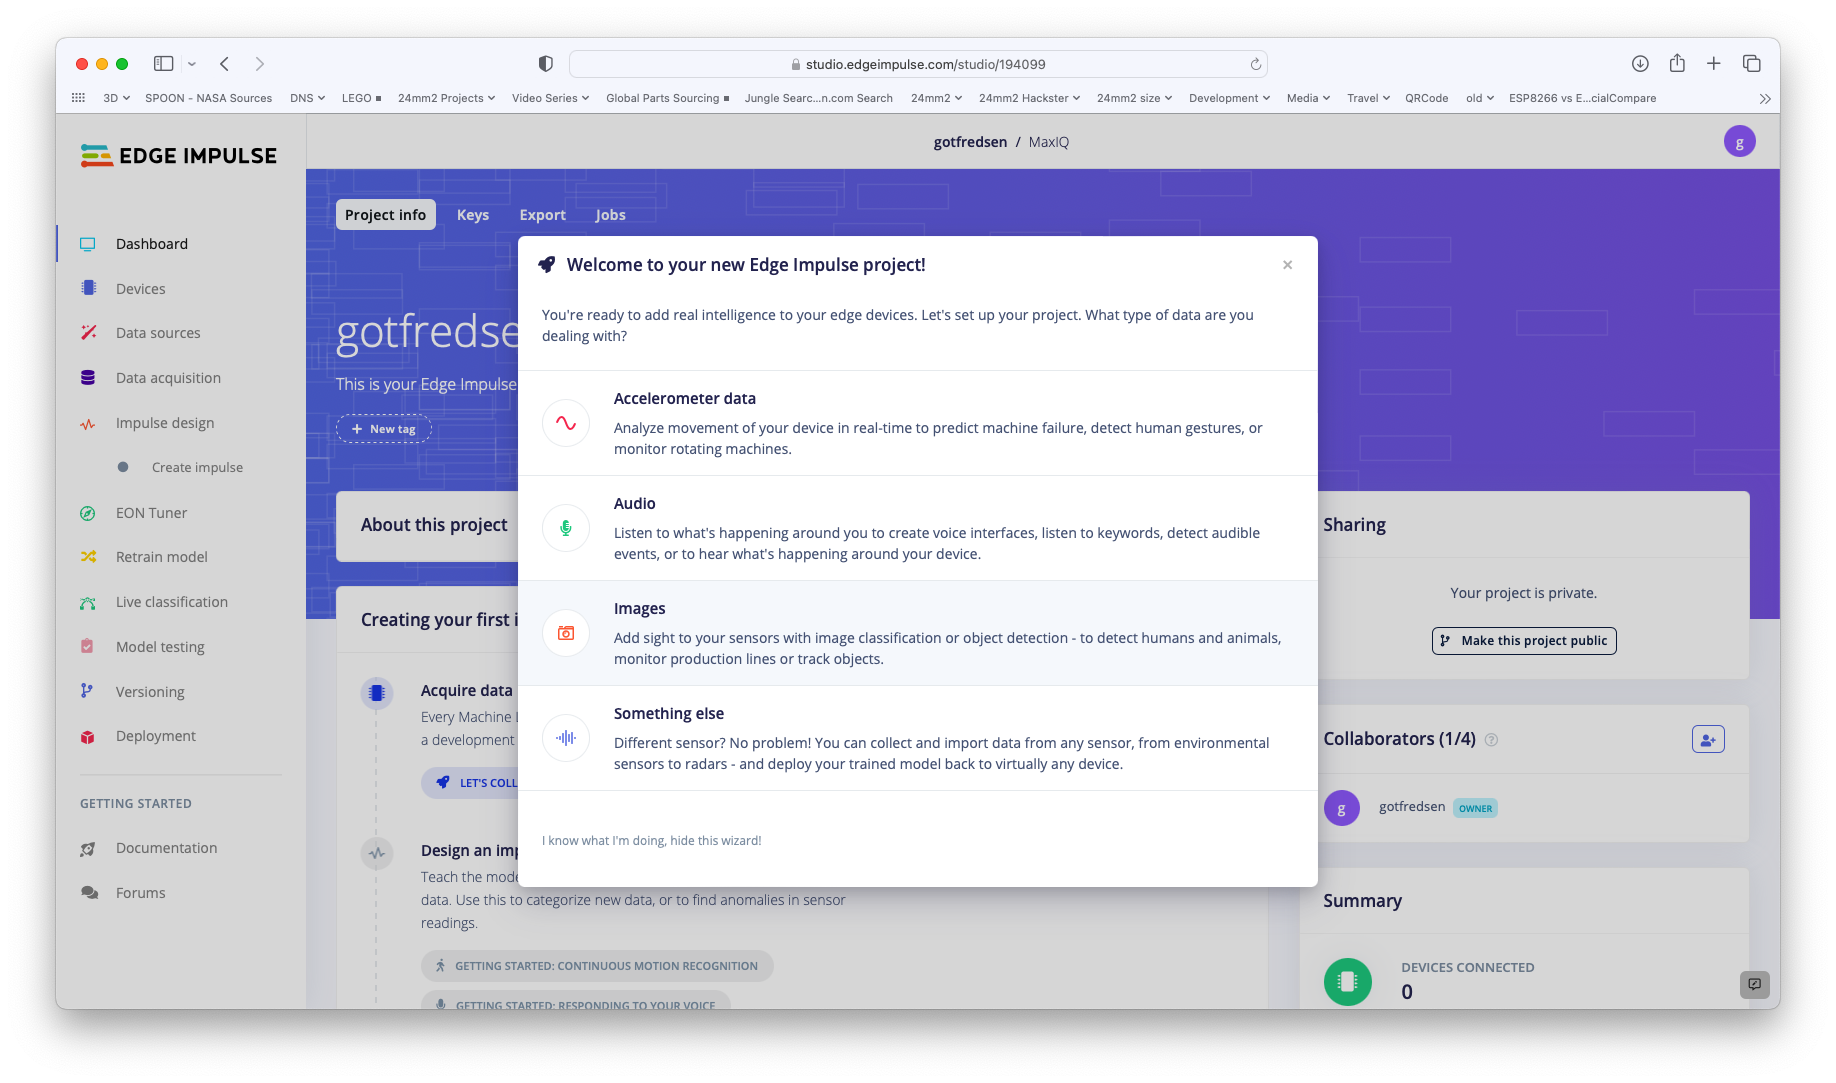 studio.edgeimpulse.com/studio/194099
3D
SPOON - NASA Sources
DNS
LEGO
24mm2 Projects
Video Series
Global Parts Sourcing
Jungle Searc...n.com Search
24mm2
24mm2 Hackster
24mm2 size
Development
Media
Travel
QRCode
old
ESP8266 vs E...cialCompare
EDGE IMPULSE
gotfredsen / MaxIQ
g
Dashboard
Devices
Data sources
Data acquisition
Impulse design
Create impulse
EON Tuner
Retrain model
Live classification
Model testing
Versioning
Deployment
GETTING STARTED
Documentation
Forums
Project info
Keys
Export
Jobs
gotfredse
This is your Edge Impulse
+ New tag
About this project
Creating your first i
Acquire data
Every Machine L
a development
LET'S COLL
Design an imp
Teach the mode
data. Use this to categorize new data, or to find anomalies in sensor
readings.
GETTING STARTED: CONTINUOUS MOTION RECOGNITION
GETTING STARTED: RESPONDING TO YOUR VOICE
Welcome to your new Edge Impulse project!
×
You're ready to add real intelligence to your edge devices. Let's set up your project. What type of data are you
dealing with?
Accelerometer data
Analyze movement of your device in real-time to predict machine failure, detect human gestures, or
monitor rotating machines.
Audio
Listen to what's happening around you to create voice interfaces, listen to keywords, detect audible
events, or to hear what's happening around your device.
Images
Add sight to your sensors with image classification or object detection - to detect humans and animals,
monitor production lines or track objects.
Something else
Different sensor? No problem! You can collect and import data from any sensor, from environmental
sensors to radars - and deploy your trained model back to virtually any device.
I know what I'm doing, hide this wizard!
Sharing
Your project is private.
Make this project public
Collaborators (1/4) ?
g
gotfredsen OWNER
Summary
DEVICES CONNECTED
0